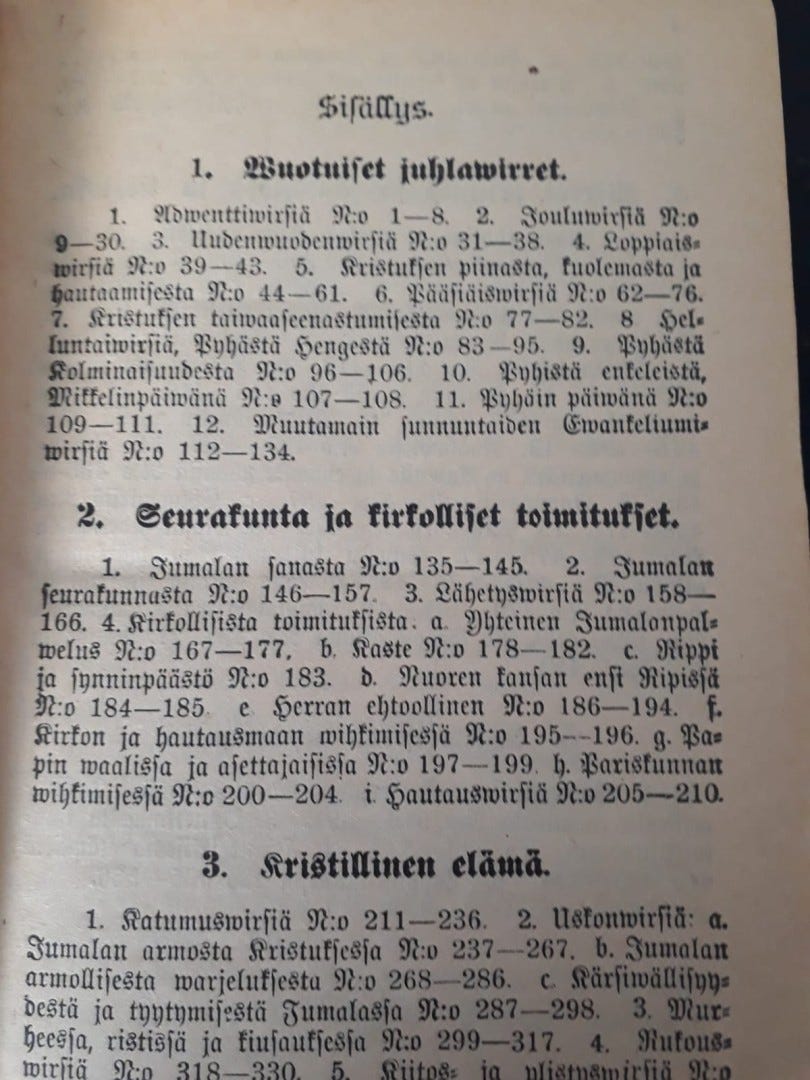 Sisällys.
1. Wuotuiset juhlawirret.
1. Adwenttiwirsiä N:o 1—8. 2. Jouluwirsiä N:o
9—30. 3. Uudenwuodenwirsiä N:o 31—38. 4. Loppiais-
wirsiä N:o 39—43. 5. Kristuksen piinasta, kuolemasta ja
hautaamisesta N:o 44—61. 6. Pääsiäiswirsiä N:o 62—76.
7. Kristuksen taiwaaseenastumisesta N:o 77—82. 8 Hel-
luntaiwirsiä, Pyhästä Hengestä N:o 83—95. 9. Pyhästä
Kolminaisuudesta N:o 96—106. 10. Pyhistä enkeleistä,
Mikkelinpäiwänä N:o 107—108. 11. Pyhäin päiwänä N:o
109—111. 12. Muutamain sunnuntaiden Ewankeliumi-
wirsiä N:o 112—134.
2. Seurakunta ja kirkolliset toimitukset.
1. Jumalan sanasta N:o 135—145. 2. Jumalan
seurakunnasta N:o 146—157. 3. Lähetyswirsiä N:o 158—
166. 4. Kirkollisista toimituksista. a. Yhteinen Jumalanpal-
welus N:o 167—177. b. Kaste N:o 178—182. c. Rippi
ja synninpäästö N:o 183. d. Nuoren kansan ensi Ripissä
N:o 184—185. e Herran ehtoollinen N:o 186—194. f.
Kirkon ja hautausmaan wihkimisessä N:o 195—196. g. Pa-
pin waalissa ja asettajaisissa N:o 197—199. h. Pariskunnan
wihkimisessä N:o 200—204. i. Hautauswirsiä N:o 205—210.
3. Kristillinen elämä.
1. Katumuswirsiä N:o 211—236. 2. Uskonwirsiä: a.
Jumalan armosta Kristuksessa N:o 237—267. b. Jumalan
armollisesta warjeluksesta N:o 268—286. c. Kärsiwällisyy-
destä ja tyytymisestä Jumalassa N:o 287—298. 3. Mur-
heessa, ristissä ja kiusauksessa N:o 299—317. 4. Rukous-
wirsiä N:o 318—330. 5. Kiitos- ja ylistyswirsiä N:o